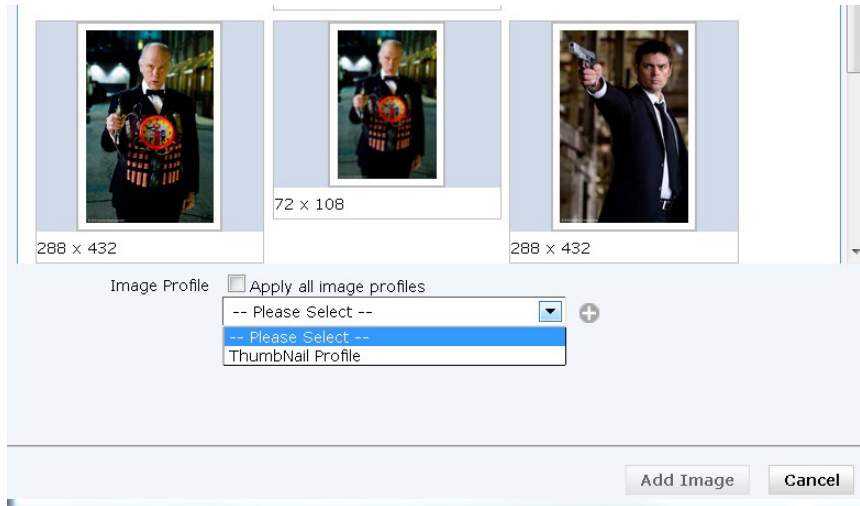 72 × 108
288 × 432
288 × 432
Image Profile
Apply all image profiles
-- Please Select --
-- Please Select --
ThumbNail Profile
Add Image
Cancel